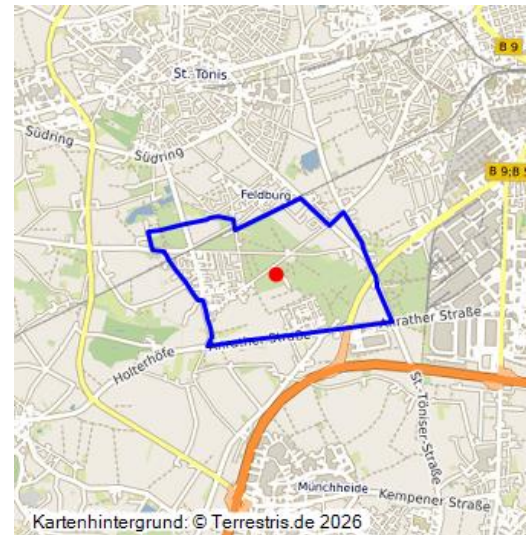 B 9
St. Tönis
Südring
Südring
B 9;B 5
Feldburg
Anrather Straße
Anrather Straße
Holterhöfe
St.-Töniser-Straße
Münchheide
Kempener Straße
Kartenhintergrund: © Terrestris.de 2026